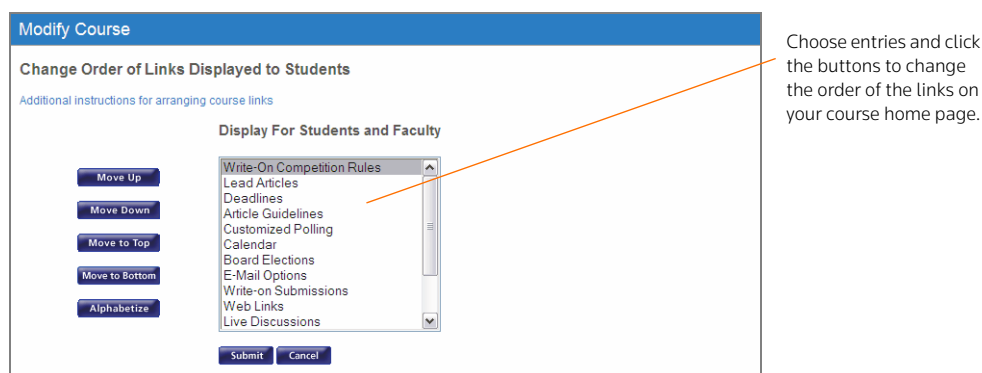 Modify Course
Change Order of Links Displayed to Students
Additional instructions for arranging course links
Display For Students and Faculty
Move Up
Move Down
Move to Top
Move to Bottom
Alphabetize
Write-On Competition Rules
Lead Articles
Deadlines
Article Guidelines
Customized Polling
Calendar
Board Elections
E-Mail Options
Write-on Submissions
Web Links
Live Discussions
Submit
Cancel
Choose entries and click
the buttons to change
the order of the links on
your course home page.